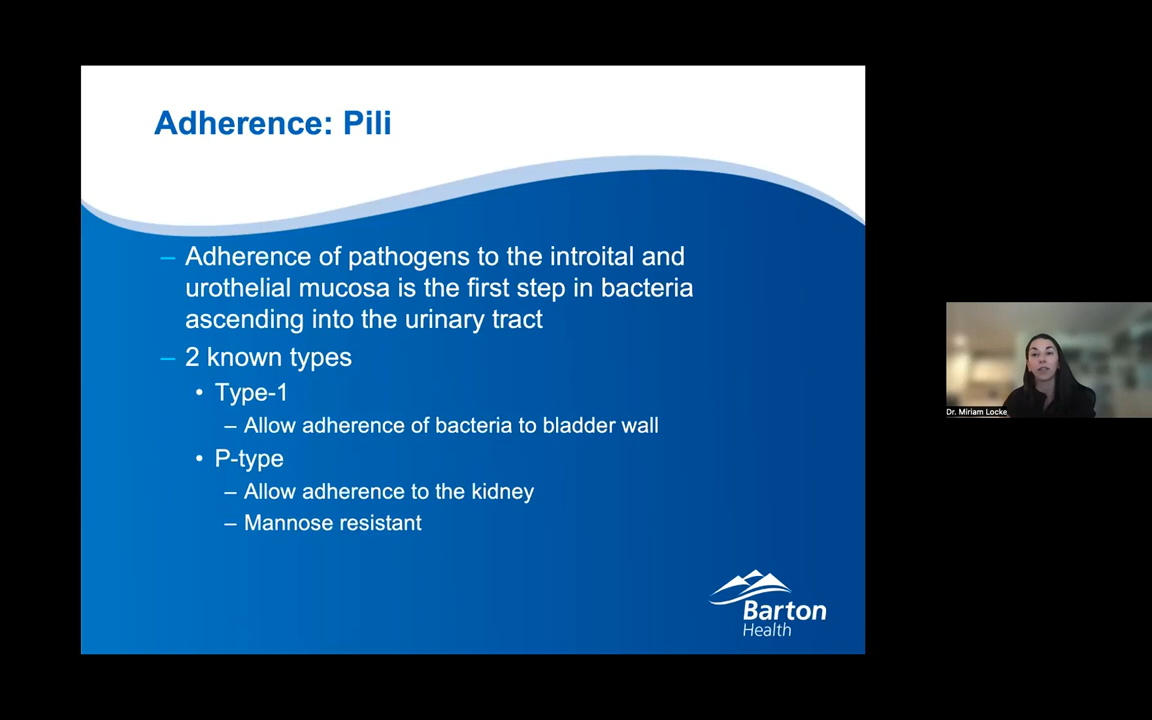 Adherence: Pili
– Adherence of pathogens to the introital and
urothelial mucosa is the first step in bacteria
ascending into the urinary tract
– 2 known types
• Type-1
– Allow adherence of bacteria to bladder wall
• P-type
– Allow adherence to the kidney
– Mannose resistant
Barton
Health
Dr. Miriam Locke